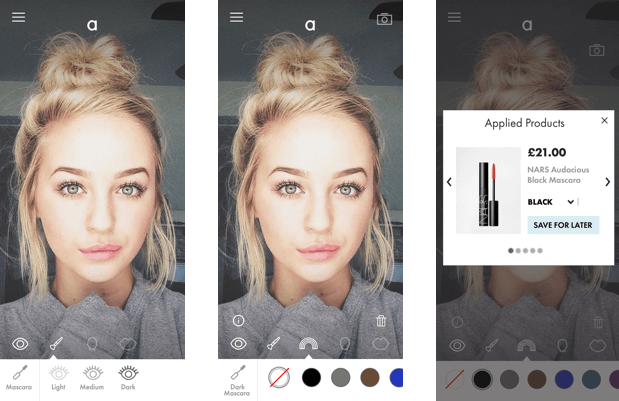 a
a
a
Mascara
Light
Medium
Dark
Dark
Mascara
Applied Products
£21.00
NARS Audacious
Black Mascara
BLACK
SAVE FOR LATER
NARS